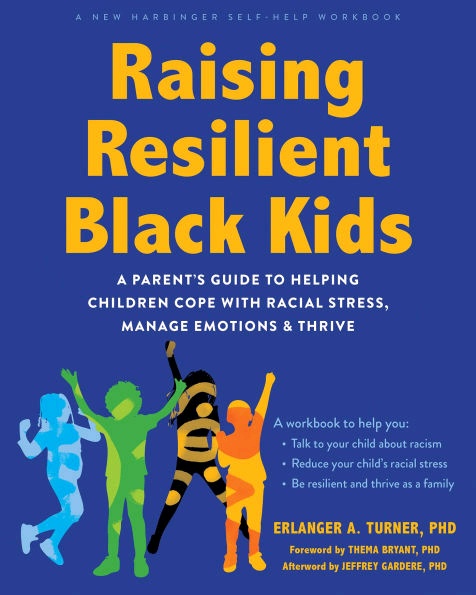 A NEW HARBINGER SELF-HELP WORKBOOK
Raising
Resilient
Black Kids
A PARENT'S GUIDE TO HELPING
CHILDREN COPE WITH RACIAL STRESS,
MANAGE EMOTIONS & THRIVE
A workbook to help you:
• Talk to your child about racism
• Reduce your child's racial stress
• Be resilient and thrive as a family
ERLANGER A. TURNER, PHD
Foreword by THEMA BRYANT, PHD
Afterword by JEFFREY GARDERE, PHD